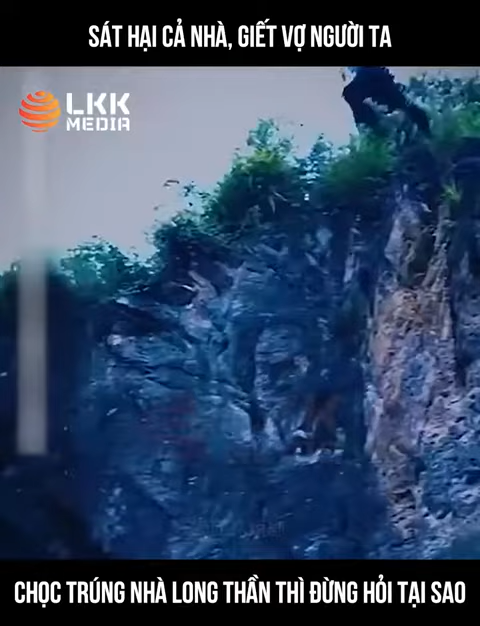 SÁT HẠI CẢ NHÀ, GIẾT VỢ NGƯỜI TA
LKK
MEDIA
CHỌC TRÚNG NHÀ LONG THẦN THÌ ĐỪNG HỎI TẠI SAO